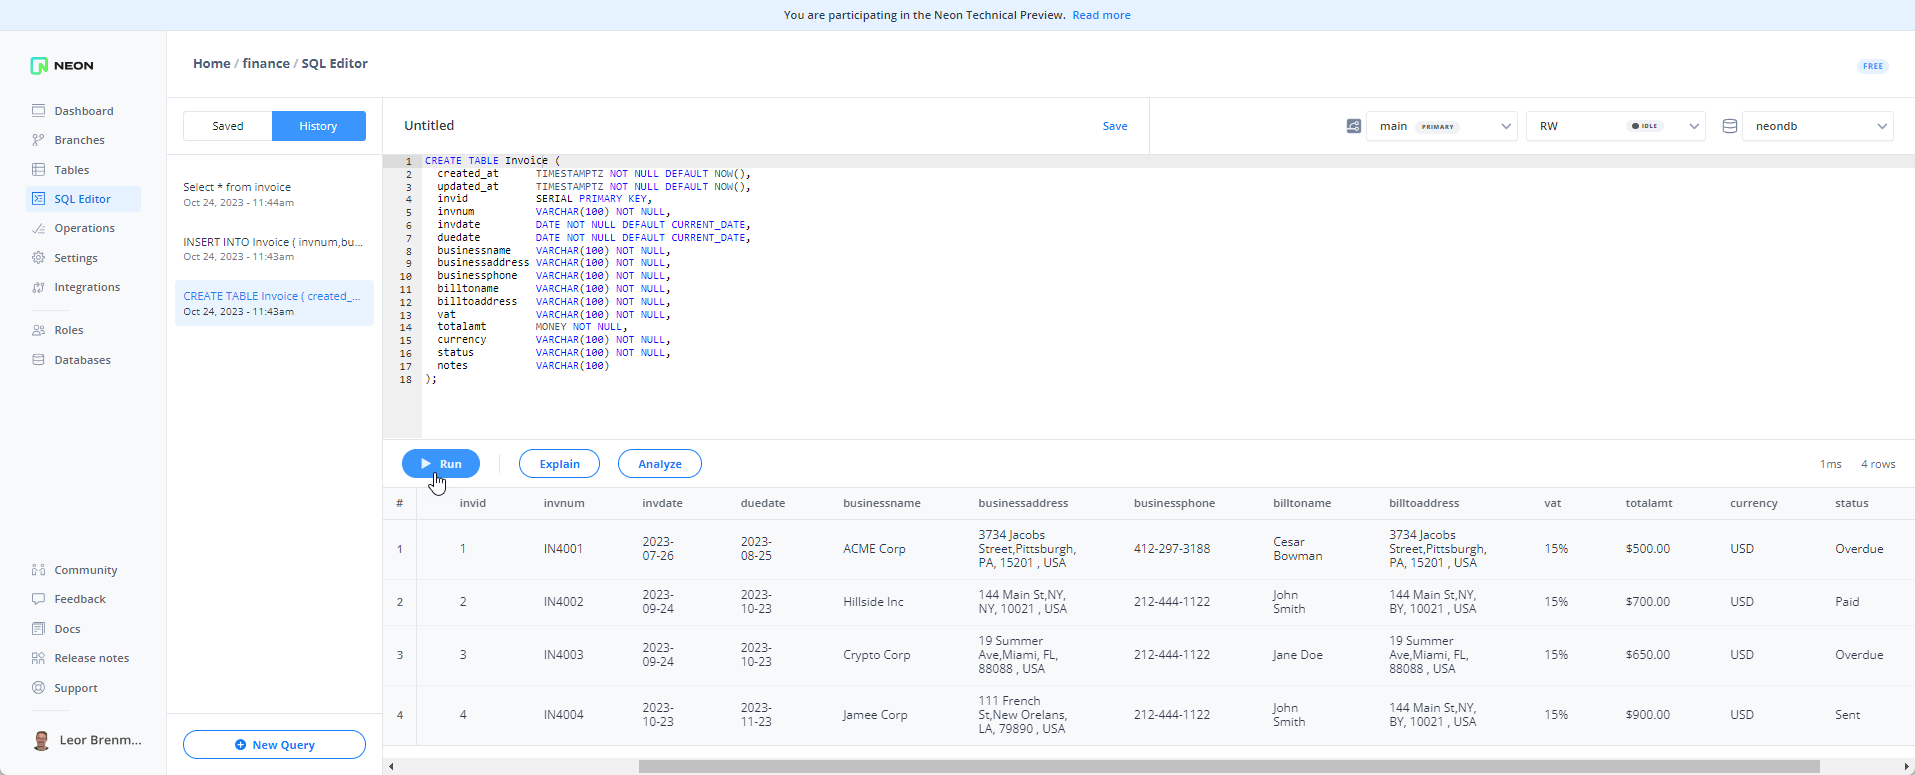 You are participating in the Neon Technical Preview. Read more
NEON
Home / finance / SQL Editor
FREE
Dashboard
Branches
Tables
SQL Editor
Operations
Settings
Integrations
Roles
Databases
Community
Feedback
Docs
Release notes
Support
Leor Brenm...
Saved
History
Select * from invoice
Oct 24, 2023 - 11:44am
INSERT INTO Invoice ( invnum,bu...
Oct 24, 2023 - 11:43am
CREATE TABLE Invoice ( created_...
Oct 24, 2023 - 11:43am
New Query
Untitled
Save
main PRIMARY
RW IDLE
neondb
1 CREATE TABLE Invoice (
2 created_at TIMESTAMPTZ NOT NULL DEFAULT NOW(),
3 updated_at TIMESTAMPTZ NOT NULL DEFAULT NOW(),
4 invid SERIAL PRIMARY KEY,
5 invnum VARCHAR(100) NOT NULL,
6 invdate DATE NOT NULL DEFAULT CURRENT_DATE,
7 duedate DATE NOT NULL DEFAULT CURRENT_DATE,
8 businessname VARCHAR(100) NOT NULL,
9 businessaddress VARCHAR(100) NOT NULL,
10 businessphone VARCHAR(100) NOT NULL,
11 billtoname VARCHAR(100) NOT NULL,
12 billtoaddress VARCHAR(100) NOT NULL,
13 vat VARCHAR(100) NOT NULL,
14 totalamt MONEY NOT NULL,
15 currency VARCHAR(100) NOT NULL,
16 status VARCHAR(100) NOT NULL,
17 notes VARCHAR(100)
18 );
Run
Explain
Analyze
1ms 4 rows
# invid invnum invdate duedate businessname businessaddress businessphone billtoname billtoaddress vat totalamt currency status
1 1 IN4001 2023-07-26 2023-08-25 ACME Corp 3734 Jacobs Street,Pittsburgh, PA, 15201 , USA 412-297-3188 Cesar Bowman 3734 Jacobs Street,Pittsburgh, PA, 15201 , USA 15% $500.00 USD Overdue
2 2 IN4002 2023-09-24 2023-10-23 Hillside Inc 144 Main St,NY, NY, 10021 , USA 212-444-1122 John Smith 144 Main St,NY, BY, 10021 , USA 15% $700.00 USD Paid
3 3 IN4003 2023-09-24 2023-10-23 Crypto Corp 19 Summer Ave,Miami, FL, 88088 , USA 212-444-1122 Jane Doe 19 Summer Ave,Miami, FL, 88088 , USA 15% $650.00 USD Overdue
4 4 IN4004 2023-10-23 2023-11-23 Jamee Corp 111 French St,New Orelans, LA, 79890 , USA 212-444-1122 John Smith 144 Main St,NY, BY, 10021 , USA 15% $900.00 USD Sent